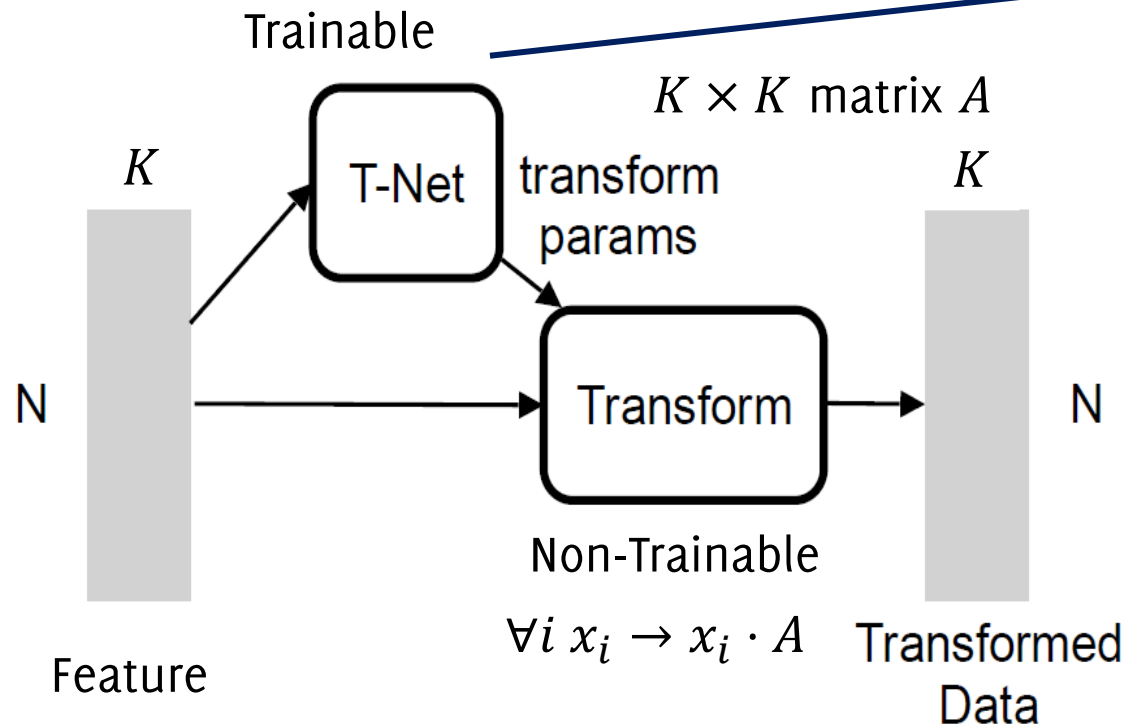 Trainable
K × K matrix A
K
T-Net
transform
params
K
N
Transform
N
Non-Trainable
∀i x_i → x_i · A
Feature
Transformed
Data